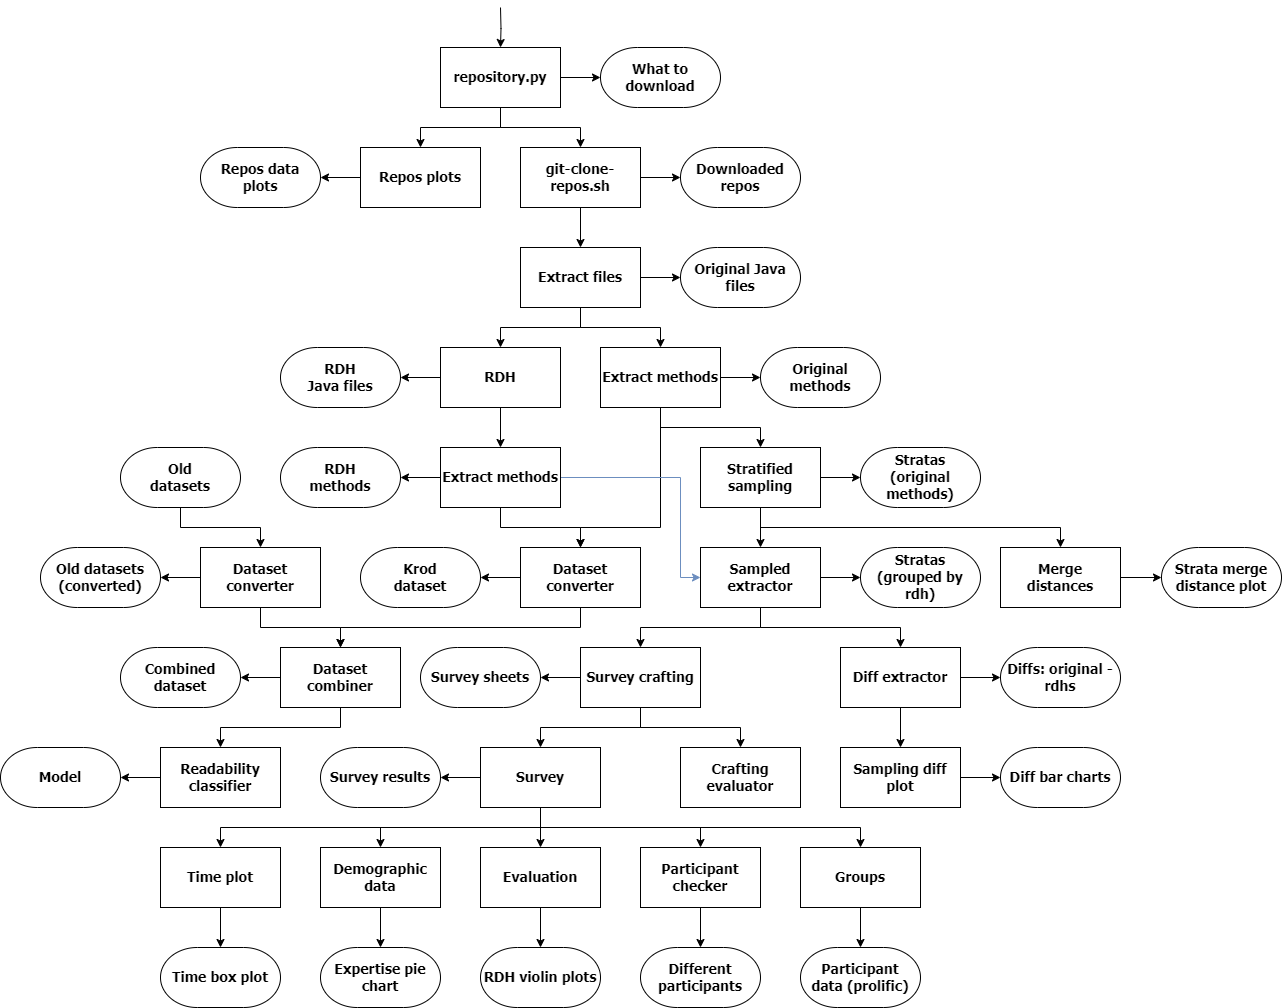 repository.py
What to
download
Repos data
plots
Repos plots
git-clone-
repos.sh
Downloaded
repos
Extract files
Original Java
files
RDH
Java files
RDH
Extract methods
Original
methods
Old
datasets
RDH
methods
Extract methods
Stratified
sampling
Stratas
(original
methods)
Old datasets
(converted)
Dataset
converter
Krod
dataset
Dataset
converter
Sampled
extractor
Stratas
(grouped by
rdh)
Merge
distances
Strata merge
distance plot
Combined
dataset
Dataset
combiner
Survey sheets
Survey crafting
Diff extractor
Diffs: original -
rdhs
Model
Readability
classifier
Survey results
Survey
Crafting
evaluator
Sampling diff
plot
Diff bar charts
Time plot
Demographic
data
Evaluation
Participant
checker
Groups
Time box plot
Expertise pie
chart
RDH violin plots
Different
participants
Participant
data (prolific)